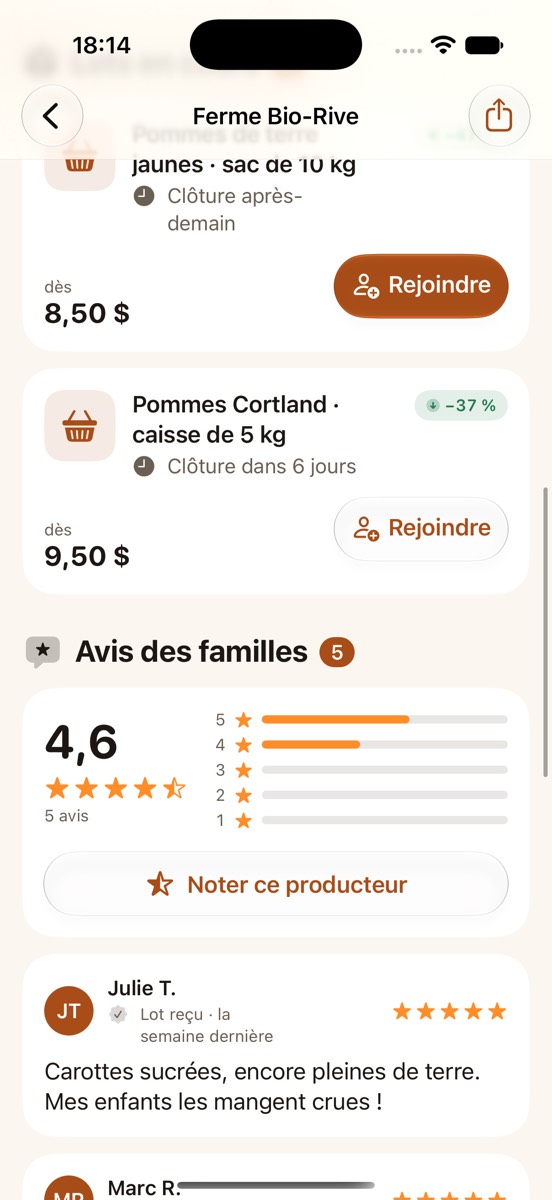 18:14
Ferme Bio-Rive
Pommes de terre
jaunes · sac de 10 kg
Clôture après-
demain
dès
8,50 $
Rejoindre
Pommes Cortland ·
caisse de 5 kg
−37 %
Clôture dans 6 jours
dès
9,50 $
Rejoindre
Avis des familles 5
4,6
5 avis
5
4
3
2
1
Noter ce producteur
JT
Julie T.
Lot reçu · la
semaine dernière
Carottes sucrées, encore pleines de terre.
Mes enfants les mangent crues !
Marc R.